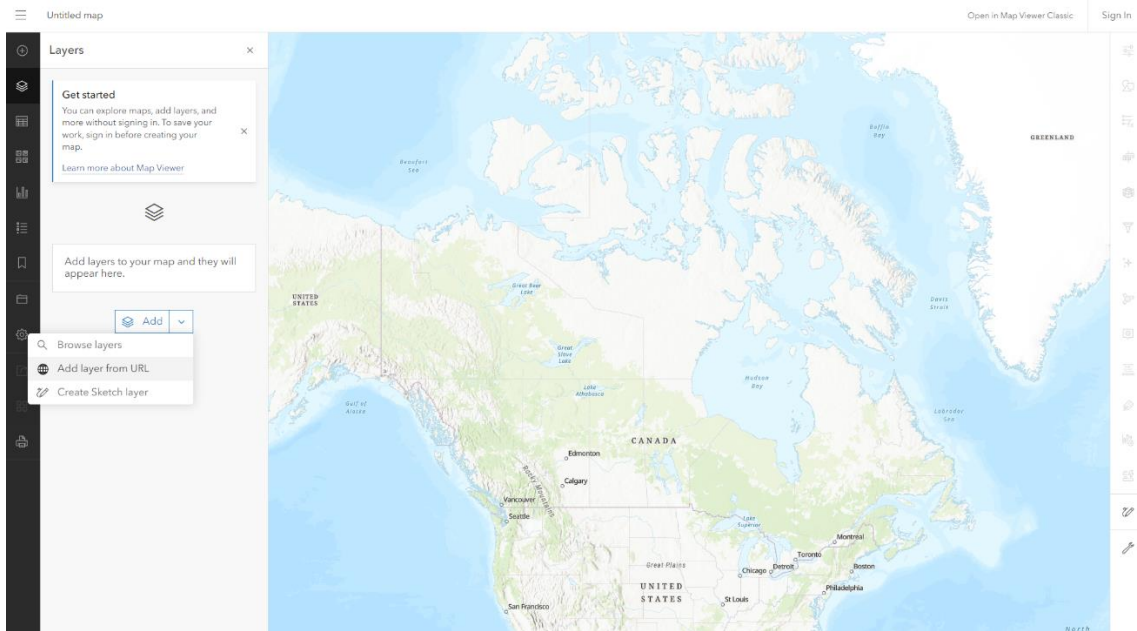 Untitled map
Open in Map Viewer Classic
Sign In
Layers
Get started
You can explore maps, add layers, and
more without signing in. To save your
work, sign in before creating your
map.
Learn more about Map Viewer
Add layers to your map and they will
appear here.
Add
Browse layers
Add layer from URL
Create Sketch layer
Baffin
Bay
GREENLAND
Beaufort
Sea
Great Bear
Lake
UNITED
STATES
Davis
Strait
Great
Slave
Lake
Hudson
Bay
Lake
Athabasca
Gulf of
Alaska
Labrador
Sea
CANADA
Edmonton
Rocky Mountains
Calgary
Vancouver
Seattle
Lake
Superior
Montreal
Toronto
Great Plains
Chicago
Detroit
Boston
UNITED
STATES
Philadelphia
St Louis
San Francisco
North